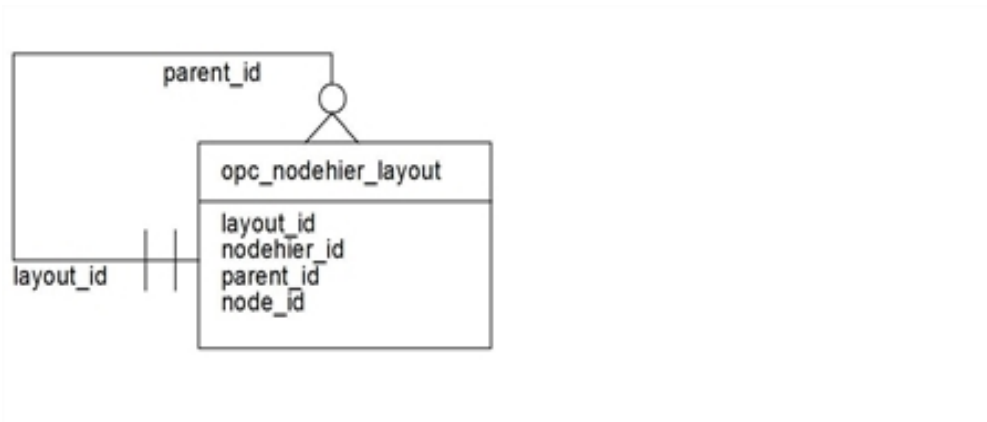 parent_id
opc_nodehier_layout
layout_id
nodehier_id
parent_id
node_id
layout_id